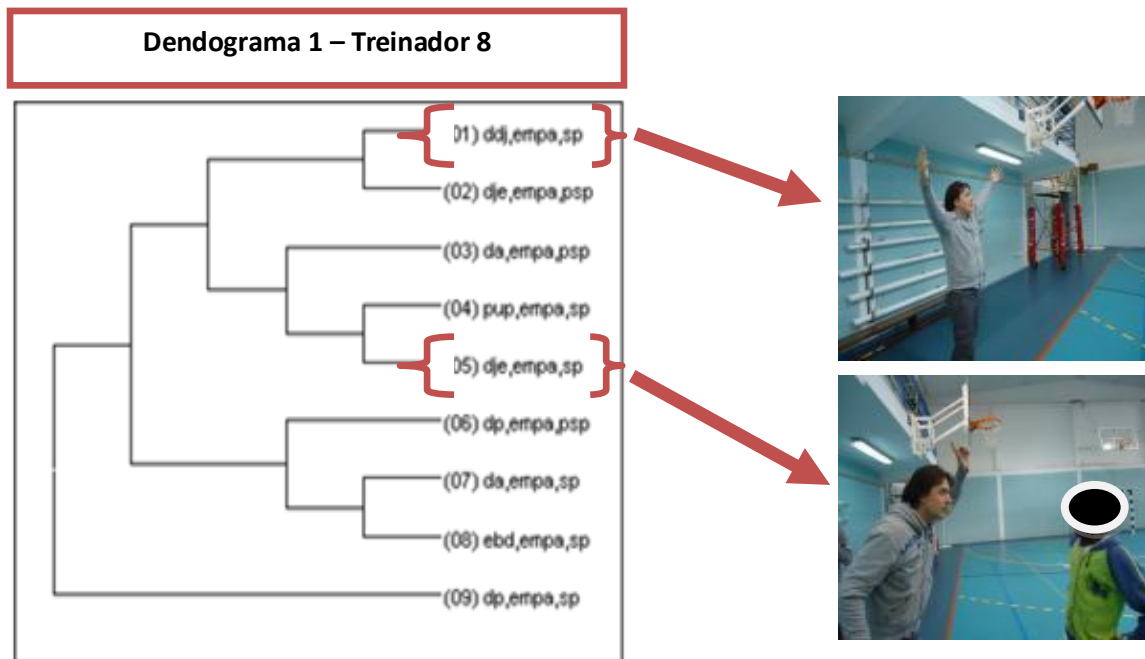 Dendograma 1 – Treinador 8
01) ddj,empa,sp
(02) dje,empa,psp
(03) da,empa,psp
(04) pup,empa,sp
05) dje,empa,sp
(06) dp,empa,psp
(07) da,empa,sp
(08) ebd,empa,sp
(09) dp,empa,sp